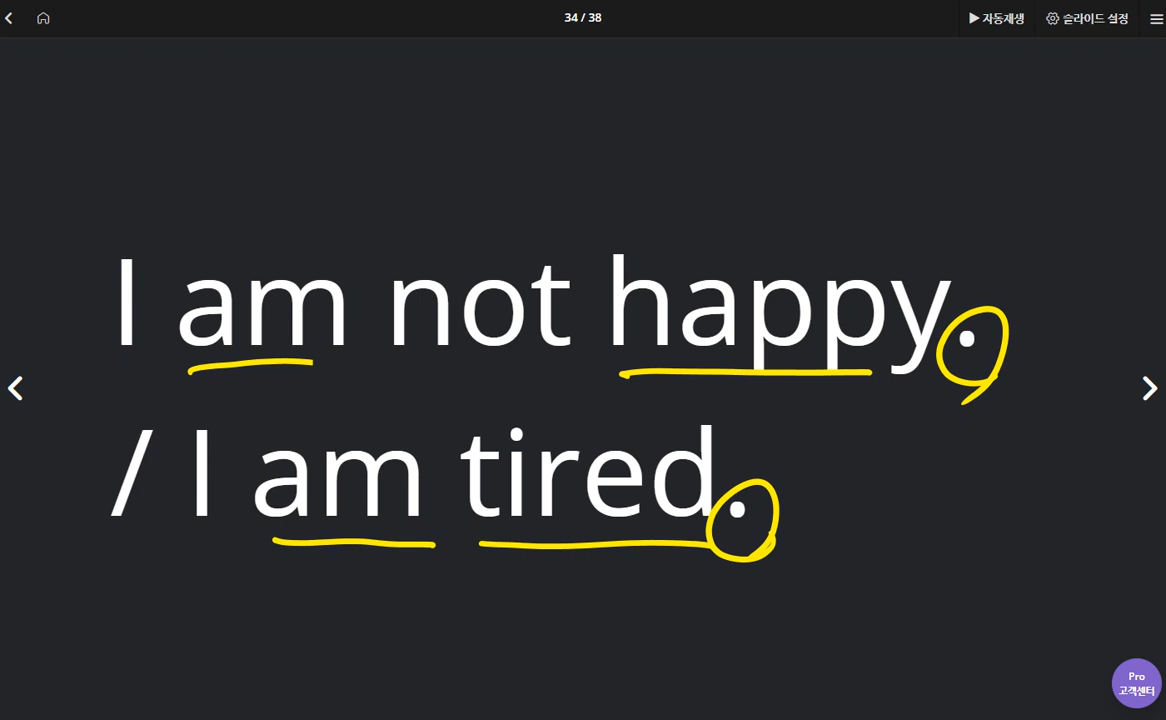 34 / 38
자동재생
슬라이드 설정
I am not happy.
/ I am tired.
Pro
고객센터